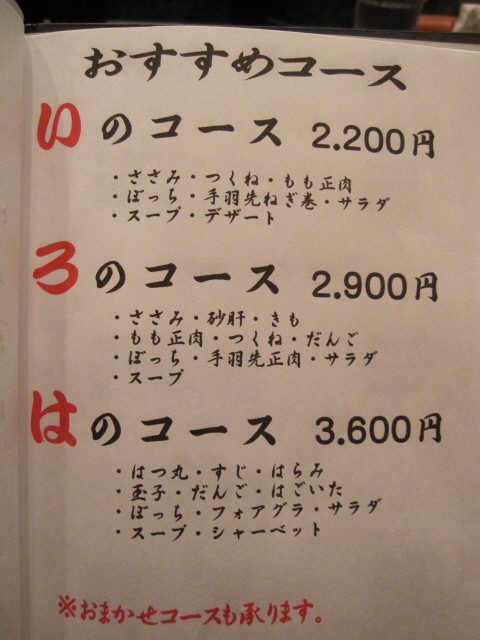 おすすめコース
いのコース 2.200円
・ささみ・つくね・もも正肉
・ぼっち・手羽先ねぎ巻・サラダ
・スープ・デザート
ろのコース 2.900円
・ささみ・砂肝・きも
・もも正肉・つくね・だんご
・ぼっち・手羽先正肉・サラダ
・スープ
はのコース 3.600円
・はつ丸・すじ・はらみ
・玉子・だんご・はごいた
・ぼっち・フォアグラ・サラダ
・スープ・シャーベット
※おまかせコースも承ります。